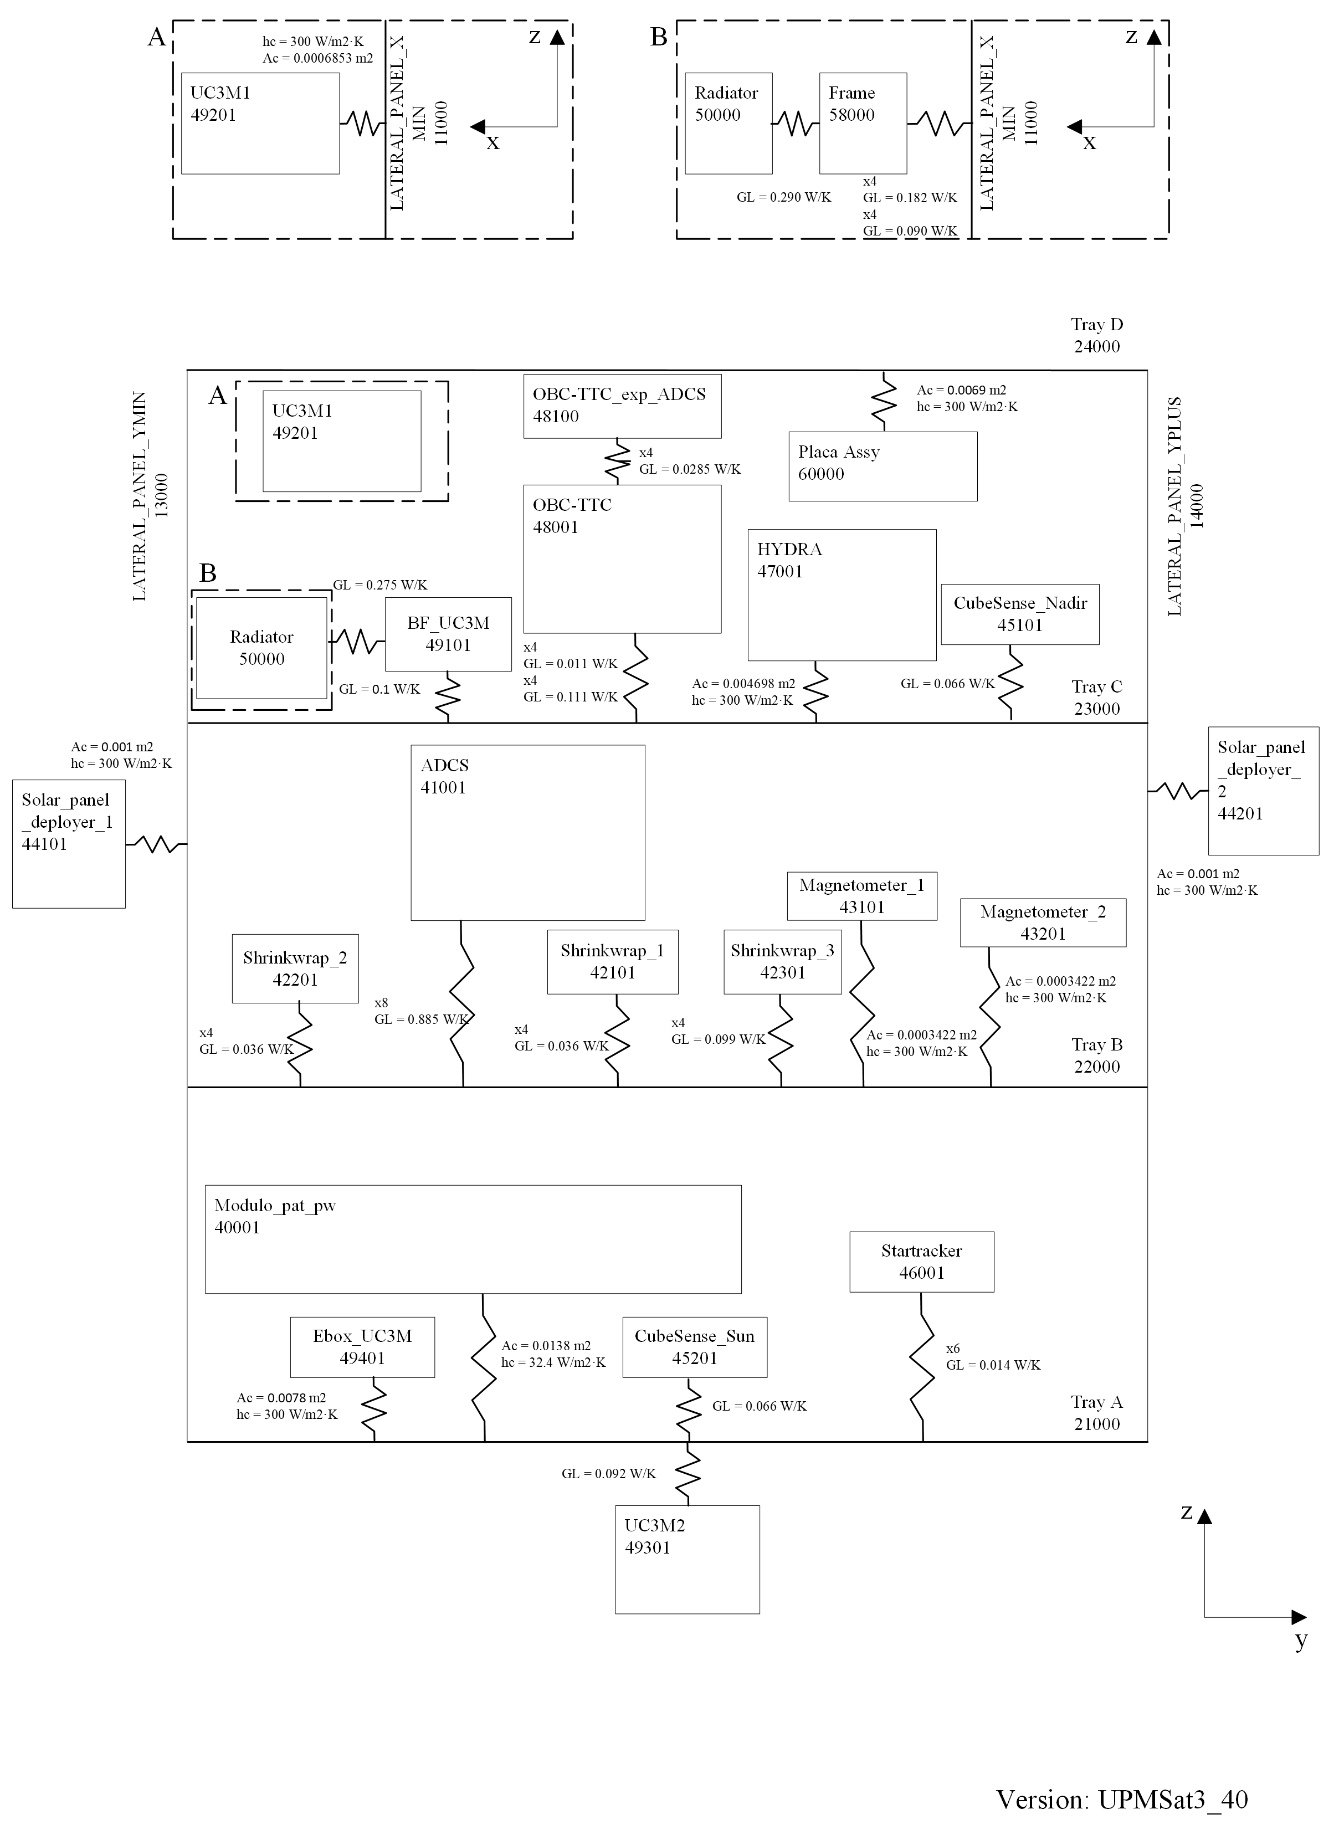 A
hc = 300 W/m2·K
Ac = 0.0006853 m2
UC3M1
49201
LATERAL_PANEL_X
MIN
11000
z
x
B
Radiator
50000
Frame
58000
GL = 0.290 W/K
x4
GL = 0.182 W/K
x4
GL = 0.090 W/K
LATERAL_PANEL_X
MIN
11000
z
x
Tray D
24000
LATERAL_PANEL_YMIN
13000
A
UC3M1
49201
OBC-TTC_exp_ADCS
48100
x4
GL = 0.0285 W/K
OBC-TTC
48001
Ac = 0.0069 m2
hc = 300 W/m2·K
Placa Assy
60000
LATERAL_PANEL_YPLUS
14000
HYDRA
47001
B
GL = 0.275 W/K
Radiator
50000
BF_UC3M
49101
GL = 0.1 W/K
x4
GL = 0.011 W/K
x4
GL = 0.111 W/K
Ac = 0.004698 m2
hc = 300 W/m2·K
CubeSense_Nadir
45101
GL = 0.066 W/K
Tray C
23000
Ac = 0.001 m2
hc = 300 W/m2·K
Solar_panel
_deployer_1
44101
ADCS
41001
Solar_panel
_deployer_
2
44201
Ac = 0.001 m2
hc = 300 W/m2·K
Magnetometer_1
43101
Magnetometer_2
43201
Shrinkwrap_2
42201
Shrinkwrap_1
42101
Shrinkwrap_3
42301
x4
GL = 0.036 W/K
x8
GL = 0.885 W/K
x4
GL = 0.036 W/K
x4
GL = 0.099 W/K
Ac = 0.0003422 m2
hc = 300 W/m2·K
Ac = 0.0003422 m2
hc = 300 W/m2·K
Tray B
22000
Modulo_pat_pw
40001
Startracker
46001
Ebox_UC3M
49401
Ac = 0.0138 m2
hc = 32.4 W/m2·K
CubeSense_Sun
45201
x6
GL = 0.014 W/K
Ac = 0.0078 m2
hc = 300 W/m2·K
GL = 0.066 W/K
Tray A
21000
GL = 0.092 W/K
UC3M2
49301
z
y
Version: UPMSat3_40